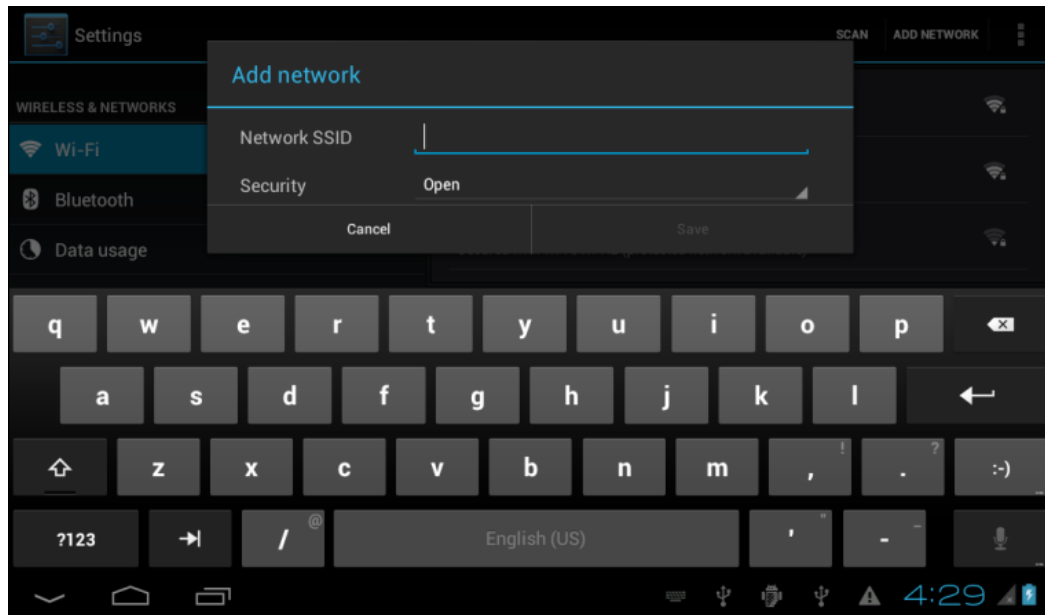 Settings
SCAN
ADD NETWORK
Add network
WIRELESS & NETWORKS
Network SSID
Wi-Fi
Security
Open
Bluetooth
Cancel
Save
Data usage
q w e r t y u i o p
a s d f g h j k l
z x c v b n m , ! . ? :-)
?123 / @ English (US) ' " - _
4:29